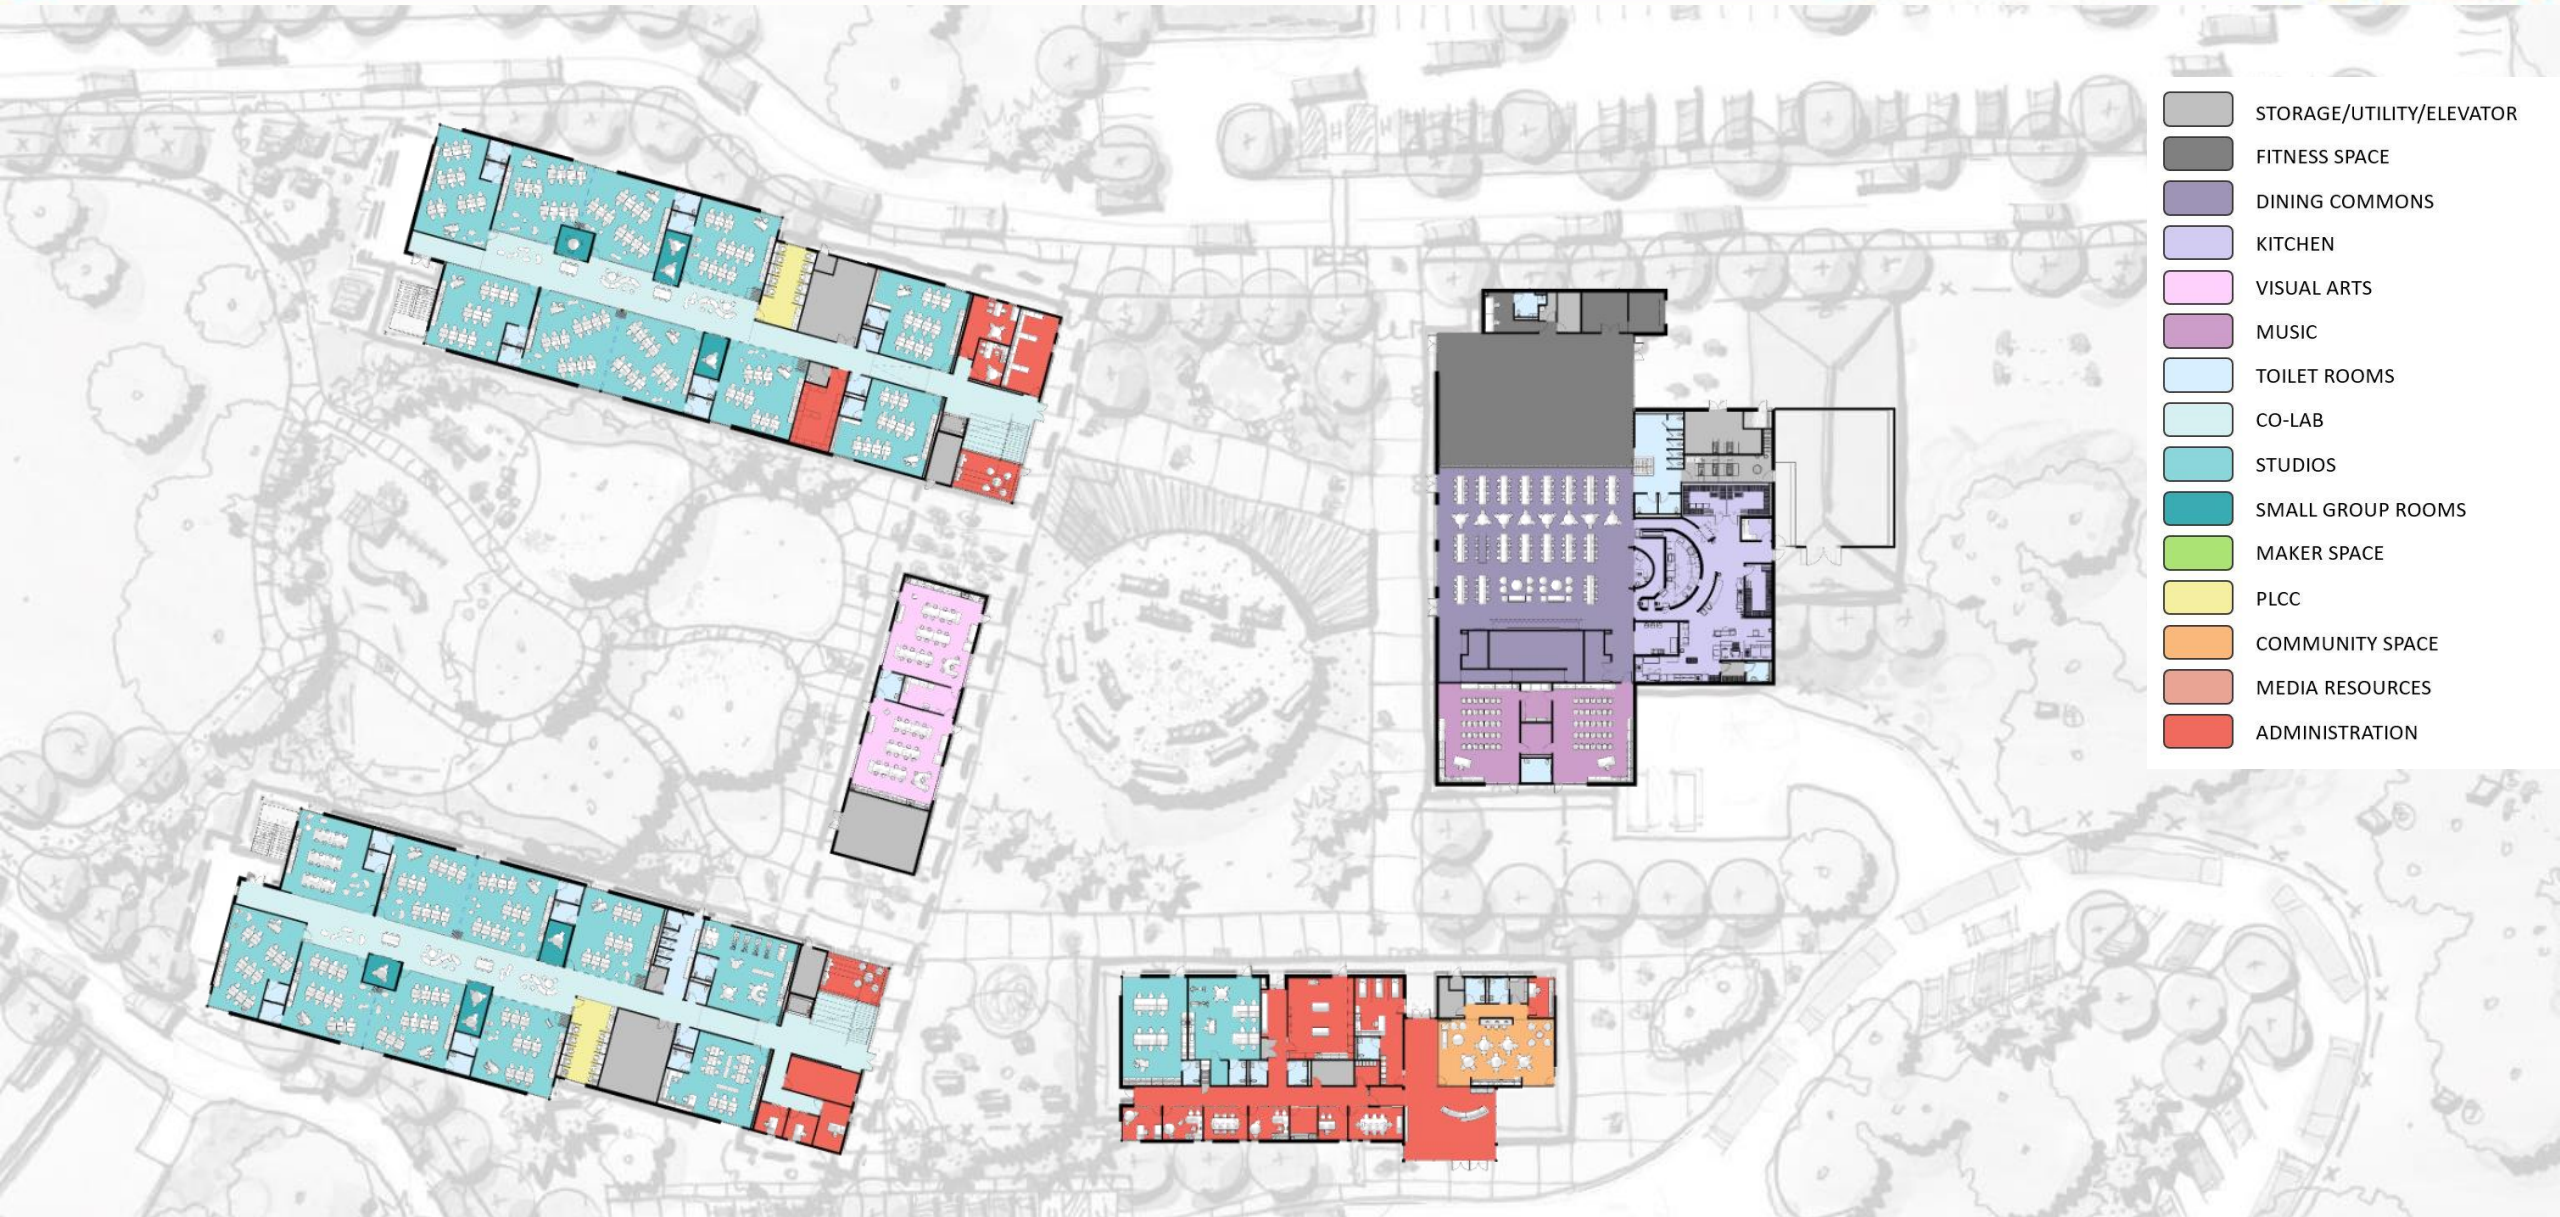 STORAGE/UTILITY/ELEVATOR
FITNESS SPACE
DINING COMMONS
KITCHEN
VISUAL ARTS
MUSIC
TOILET ROOMS
CO-LAB
STUDIOS
SMALL GROUP ROOMS
MAKER SPACE
PLCC
COMMUNITY SPACE
MEDIA RESOURCES
ADMINISTRATION